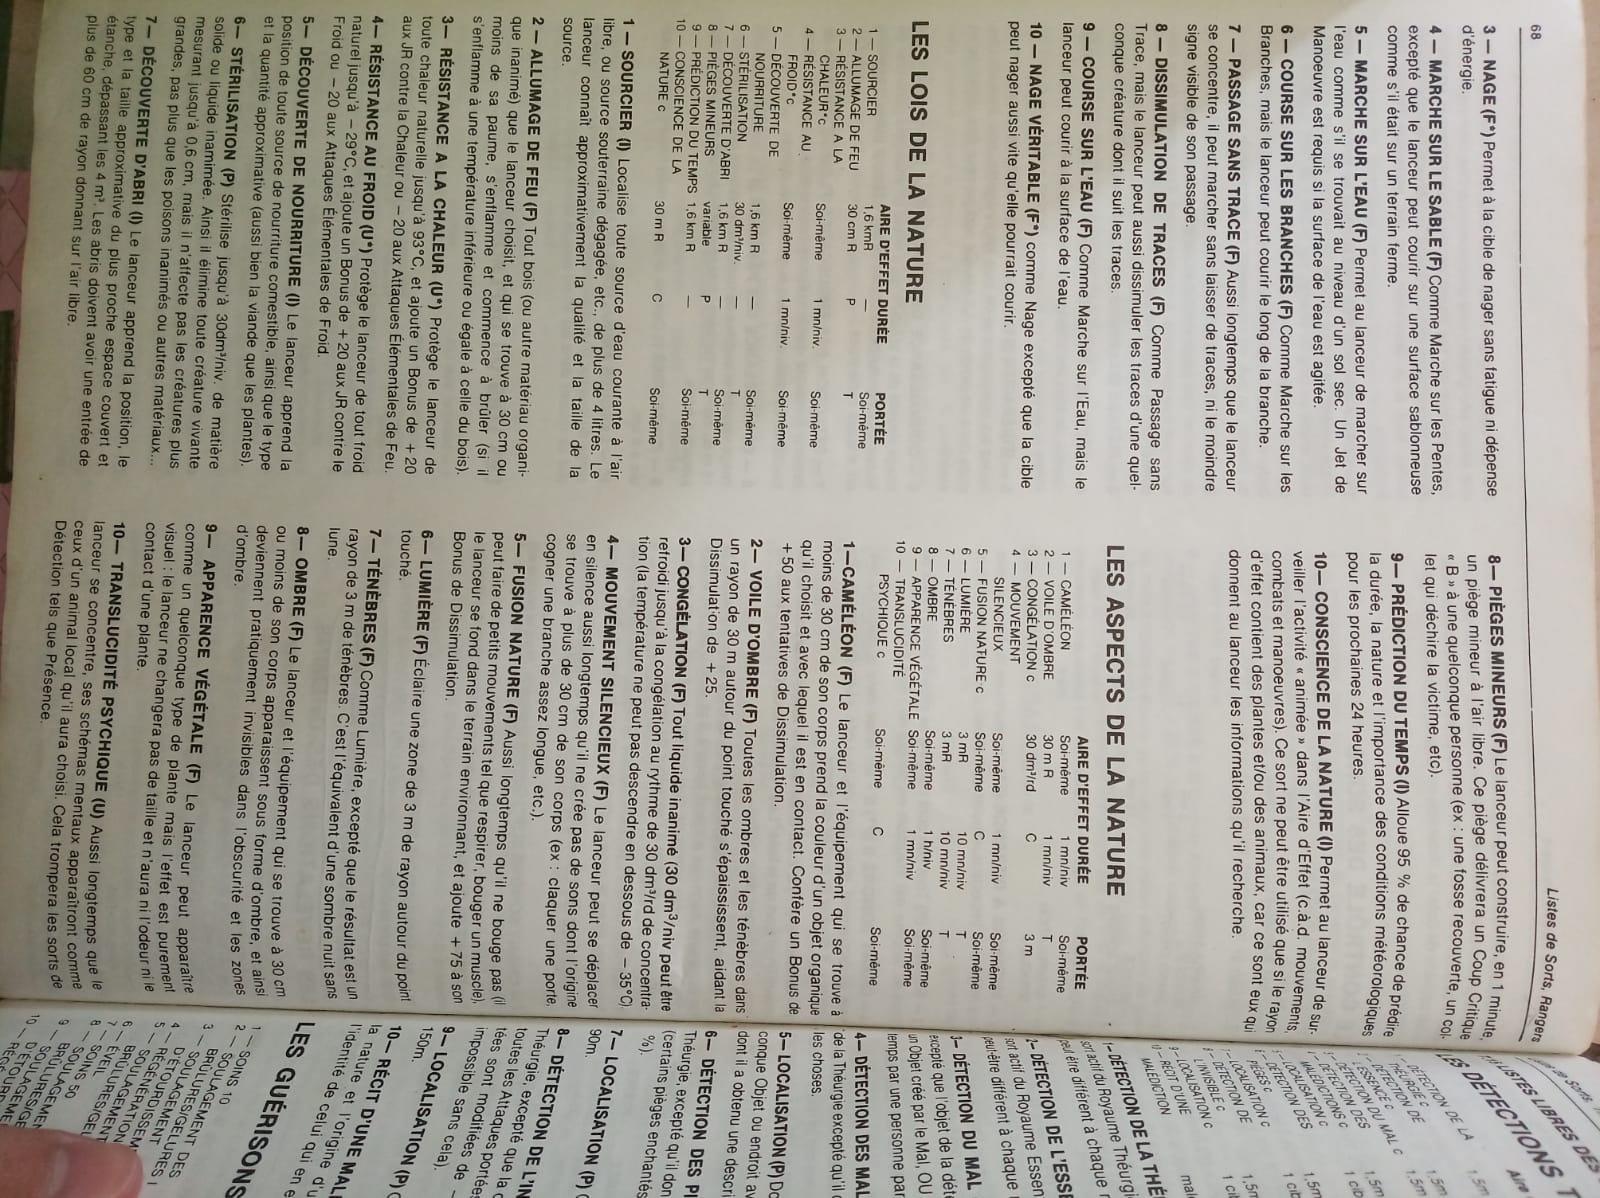 68
Listes de Sorts, Rangers
3 — NAGE (F*) Permet à la cible de nager sans fatigue ni dépense
d'énergie.
4 — MARCHE SUR LE SABLE (F) Comme Marche sur les Pentes,
excepté que le lanceur peut courir sur une surface sablonneuse
comme s'il était sur un terrain ferme.
5 — MARCHE SUR L'EAU (F) Permet au lanceur de marcher sur
l'eau comme s'il se trouvait au niveau d'un sol sec. Un Jet de
Manoeuvre est requis si la surface de l'eau est agitée.
6 — COURSE SUR LES BRANCHES (F) Comme Marche sur les
Branches, mais le lanceur peut courir le long de la branche.
7 — PASSAGE SANS TRACE (F) Aussi longtemps que le lanceur
se concentre, il peut marcher sans laisser de traces, ni le moindre
signe visible de son passage.
8 — DISSIMULATION DE TRACES (F) Comme Passage sans
Trace, mais le lanceur peut aussi dissimuler les traces d'une quel-
conque créature dont il suit les traces.
9 — COURSE SUR L'EAU (F) Comme Marche sur l'Eau, mais le
lanceur peut courir à la surface de l'eau.
10 — NAGE VÉRITABLE (F*) comme Nage excepté que la cible
peut nager aussi vite qu'elle pourrait courir.
LES LOIS DE LA NATURE
AIRE D'EFFET DURÉE PORTÉE
1 — SOURCIER 1,6 kmR — Soi-même
2 — ALLUMAGE DE FEU 30 cm R P T
3 — RÉSISTANCE A LA
CHALEUR*c Soi-même 1 mn/niv. Soi-même
4 — RÉSISTANCE AU
FROID*c Soi-même 1 mn/niv. Soi-même
5 — DÉCOUVERTE DE
NOURRITURE 1,6 km R — Soi-même
6 — STÉRILISATION 30 dm³/niv. — T
7 — DÉCOUVERTE D'ABRI 1,6 km R — Soi-même
8 — PIÈGES MINEURS variable P T
9 — PRÉDICTION DU TEMPS 1,6 km R — Soi-même
10 — CONSCIENCE DE LA
NATURE c 30 m R C Soi-même
1 — SOURCIER (I) Localise toute source d'eau courante à l'air
libre, ou source souterraine dégagée, etc., de plus de 4 litres. Le
lanceur connaît approximativement la qualité et la taille de la
source.
2 — ALLUMAGE DE FEU (F) Tout bois (ou autre matériau organi-
que inanimé) que le lanceur choisit, et qui se trouve à 30 cm ou
moins de sa paume, s'enflamme et commence à brûler (si il
s'enflamme à une température inférieure ou égale à celle du bois).
3— RÉSISTANCE A LA CHALEUR (U*) Protège le lanceur de
toute chaleur naturelle jusqu'à 93°C, et ajoute un Bonus de +20
aux JR contre la Chaleur ou −20 aux Attaques Élémentales de Feu.
4— RÉSISTANCE AU FROID (U*) Protège le lanceur de tout froid
naturel jusqu'à −29°C, et ajoute un Bonus de +20 aux JR contre le
Froid ou −20 aux Attaques Élémentales de Froid.
5— DÉCOUVERTE DE NOURRITURE (I) Le lanceur apprend la
position de toute source de nourriture comestible, ainsi que le type
et la quantité approximative (aussi bien la viande que les plantes).
6— STÉRILISATION (P) Stérilise jusqu'à 30dm³/niv. de matière
solide ou liquide inamimée. Ainsi il élimine toute créature vivante
mesurant jusqu'à 0,6 cm, mais il n'affecte pas les créatures plus
grandes, pas plus que les poisons inanimés ou autres matériaux...
7— DÉCOUVERTE D'ABRI (I) Le lanceur apprend la position, le
type et la taille approximative du plus proche espace couvert et
étanche, dépassant les 4 m³. Les abris doivent avoir une entrée de
plus de 60 cm de rayon donnant sur l'air libre.
8— PIÈGES MINEURS (F) Le lanceur peut construire, en 1 minute,
un piège mineur à l'air libre. Ce piège délivrera un Coup Critique
« B » à une quelconque personne (ex : une fosse recouverte, un col-
let qui déchire la victime, etc).
9— PRÉDICTION DU TEMPS (I) Alloue 95 % de chance de prédire
la durée, la nature et l'importance des conditions météorologiques
pour les prochaines 24 heures.
10— CONSCIENCE DE LA NATURE (I) Permet au lanceur de sur-
veiller l'activité « animée » dans l'Aire d'Effet (c.à.d. mouvements,
combats et manoeuvres). Ce sort ne peut être utilisé que si le rayon
d'effet contient des plantes et/ou des animaux, car ce sont eux qui
donnent au lanceur les informations qu'il recherche.
LES ASPECTS DE LA NATURE
AIRE D'EFFET DURÉE PORTÉE
1 — CAMÉLÉON Soi-même 1 mn/niv Soi-même
2 — VOILE D'OMBRE 30 m R 1 mn/niv T
3 — CONGÉLATION c 30 dm³/rd C 3 m
4 — MOUVEMENT
SILENCIEUX Soi-même 1 mn/niv Soi-même
5 — FUSION NATURE c Soi-même C Soi-même
6 — LUMIÈRE 3 mR 10 mn/niv T
7 — TÉNÈBRES 3 mR 10 mn/niv T
8 — OMBRE Soi-même 1 h/niv Soi-même
9 — APPARENCE VÉGÉTALE Soi-même 1 mn/niv Soi-même
10 — TRANSLUCIDITÉ
PSYCHIQUE c Soi-même C Soi-même
1—CAMÉLÉON (F) Le lanceur et l'équipement qui se trouve à
moins de 30 cm de son corps prend la couleur d'un objet organique
qu'il choisit et avec lequel il est en contact. Confère un Bonus de
+50 aux tentatives de Dissimulation.
2— VOILE D'OMBRE (F) Toutes les ombres et les ténèbres dans
un rayon de 30 m autour du point touché s'épaississent, aidant la
Dissimulation de +25.
3— CONGÉLATION (F) Tout liquide inanimé (30 dm³/niv peut être
refroidi jusqu'à la congélation au rythme de 30 dm³/rd de concentra-
tion (la température ne peut pas descendre en dessous de −35°C).
4— MOUVEMENT SILENCIEUX (F) Le lanceur peut se déplacer
en silence aussi longtemps qu'il ne crée pas de sons dont l'origine
se trouve à plus de 30 cm de son corps (ex : claquer une porte,
cogner une branche assez longue, etc.).
5— FUSION NATURE (F) Aussi longtemps qu'il ne bouge pas (il
peut faire de petits mouvements tel que respirer, bouger un muscle),
le lanceur se fond dans le terrain environnant, et ajoute +75 à son
Bonus de Dissimulation.
6— LUMIÈRE (F) Éclaire une zone de 3 m de rayon autour du point
touché.
7— TÉNÈBRES (F) Comme Lumière, excepté que le résultat est un
rayon de 3 m de ténèbres. C'est l'équivalent d'une sombre nuit sans
lune.
8— OMBRE (F) Le lanceur et l'équipement qui se trouve à 30 cm
ou moins de son corps apparaissent sous forme d'ombre, et ainsi
deviennent pratiquement invisibles dans l'obscurité et les zones
d'ombre.
9— APPARENCE VÉGÉTALE (F) Le lanceur peut apparaître
comme un quelconque type de plante mais l'effet est purement
visuel : le lanceur ne changera pas de taille et n'aura ni l'odeur ni le
contact d'une plante.
10— TRANSLUCIDITÉ PSYCHIQUE (U) Aussi longtemps que le
lanceur se concentre, ses schémas mentaux apparaîtront comme
ceux d'un animal local qu'il aura choisi. Cela trompera les sorts de
Détection tels que Présence.
LISTES LIBRES DES
LES DÉTECTIONS
Aire
1 — DÉTECTION DE LA
THÉURGIE c 1,5m
2 — DÉTECTION DE
L'ESSENCE c 1,5m
3 — DÉTECTION DU MAL c 1,5m
4 — DÉTECTION DES
MALÉDICTIONS c 1,5m
5 — LOCALISATION c 1 cib
6 — DÉTECTION DES
PIÈGES c 1,5m
7 — LOCALISATION c 1 cib
8 — DÉTECTION DE
L'INVISIBLE c 1,5m
9 — LOCALISATION c 1 cib
10 — RÉCIT D'UNE
MALÉDICTION
1— DÉTECTION DE LA THÉ
sort actif du Royaume Théurgi
peut être différent à chaque
2— DÉTECTION DE L'ESSE
sort actif du Royaume Essen
peut-être différent à chaque
3— DÉTECTION DU MAL
excepté que l'objet de la dét
un Objet créé par le Mal, OU
temps par une personne par
4— DÉTECTION DES MAL
de la Théurgie excepté qu'il
les choses.
5— LOCALISATION (P) Do
conque Objet ou endroit av
dont il a obtenu une descri
6— DÉTECTION DES PI
Théurgie, excepté qu'il don
(certains pièges enchantés
%).
7— LOCALISATION (P)
90m.
8— DÉTECTION DE L'IN
Théurgie, excepté que la
toutes les Attaques portées
tées sont modifiées de
impossible sans cela).
9— LOCALISATION (P)
150m.
10— RÉCIT D'UNE MAL
la nature et l'origine d'u
l'identité de celui qui en
LES GUÉRISONS
1 — SOINS 10
2 — SOULAGEMENT DES
BRÛLURES/GELURES I
3 — SOULAGEMENT
D'ÉTOURDISSEM
4 — RÉGÉNÉRATION
5 — SOULAGEMENT
BRÛLURES/GEL
6 — ÉVEIL
7 — SOINS 50
8 — SOULAGEMEN
BRÛLURES/GE
9 — SOULAGEME
D'ÉTOURD
10 — RÉGÉ